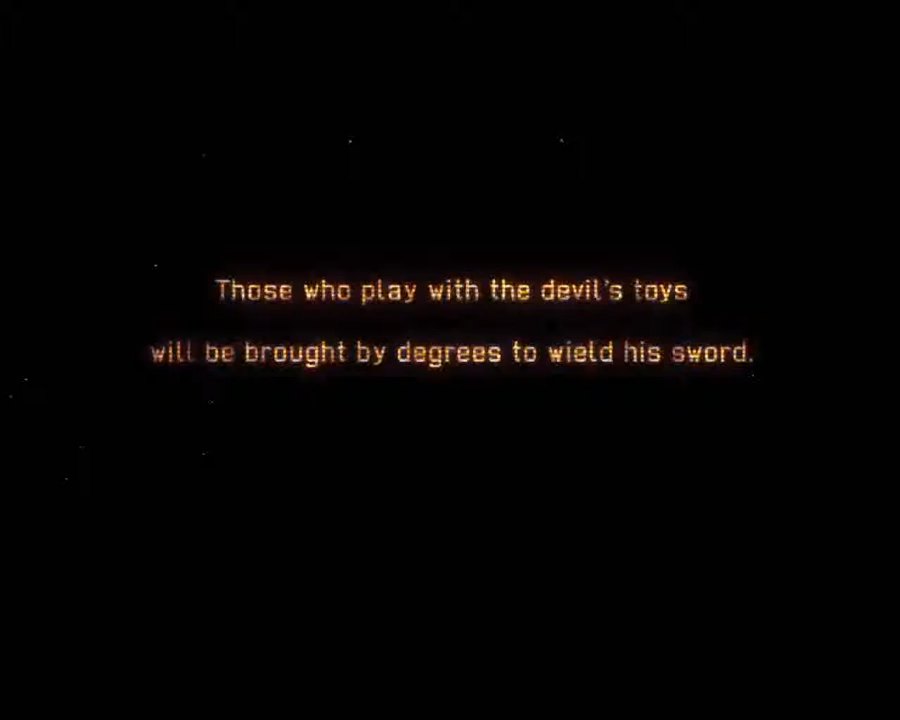 Those who play with the devil's toys
will be brought by degrees to wield his sword.